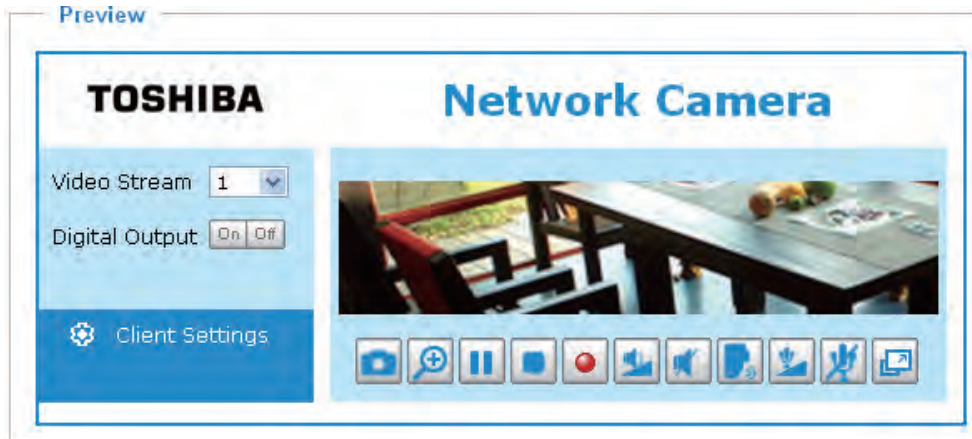 Preview
TOSHIBA
Network Camera
Video Stream 1
Digital Output On Off
Client Settings